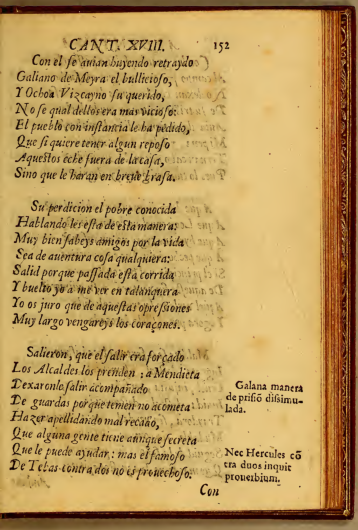 CANT. XVIII. 152
Con el se auian huyendo retraydo
Galiano de Meyra el bullicioso,
Y Ochoa Vizcayno su querido,
No se qual dellos era mas vicioso:
El pueblo con instancia le ha pedido,
Que si quiere tener algun reposo
Aquestos eche fuera de la casa,
Sino que le haran en breue brasa.
Su perdicion el pobre conocida
Hablando les esta de esta manera:
Muy bien sabeys amigos por la vida
Sea de auentura cosa qualquiera:
Salid porque passada esta corrida
Y buelto yo a me ver en talanquera
Yo os juro que de aquestas opressiones
Muy largo vengareys los coraçones.
Salieron, que el salir era forçado
Los Alcaldes los prenden : a Mendieta
Dexaronlo salir acompañado
De guardas porque temen no acometa
Hazer apellidando mal recado,
Que alguna gente tiene aunque secreta
Que le puede ayudar : mas el famoso
De Tebas contra dos no es prouechoso.
Galana manera
de prisiõ dissimu-
lada.
Nec Hercules cõ
tra duos inquit
prouerbium.
Con